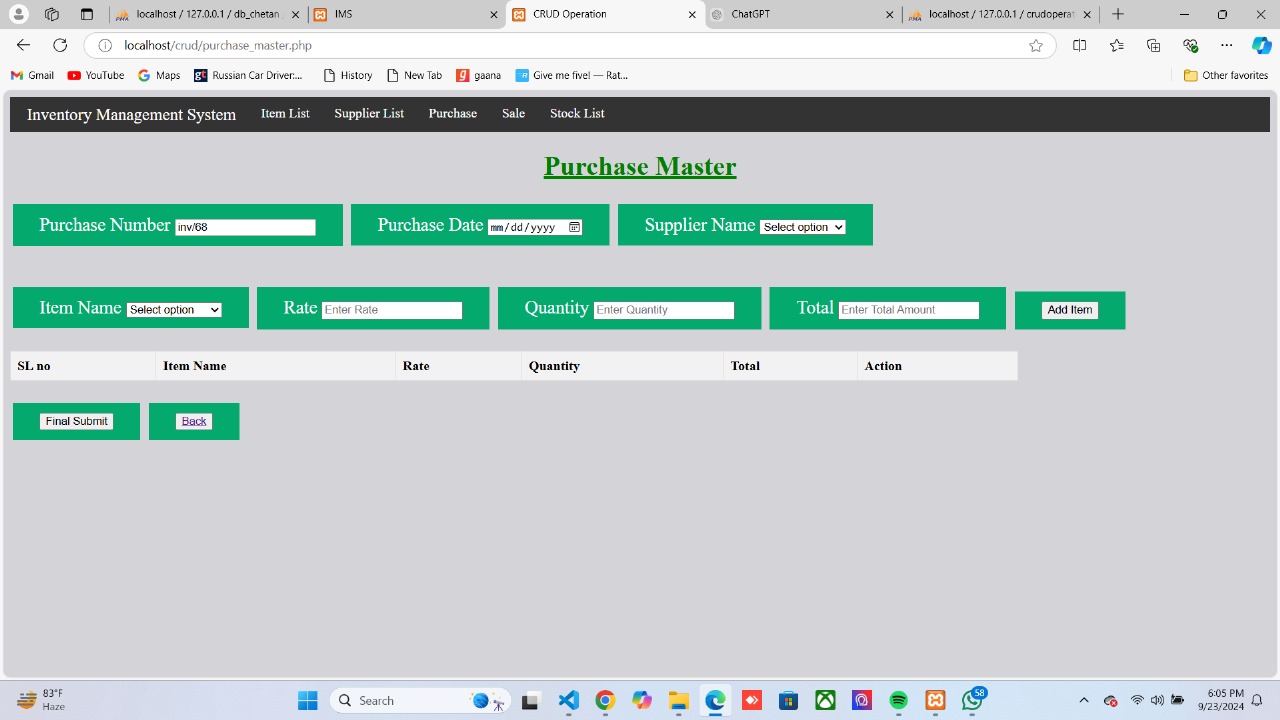 localhost / 127.0.0.1 / db_chetan
IMS
CRUD Operation
ChatGPT
localhost / 127.0.0.1 / crudoperat
localhost/crud/purchase_master.php
Gmail
YouTube
Maps
Russian Car Driver:...
History
New Tab
gaana
Give me five! — Rat...
Other favorites
Inventory Management System
Item List
Supplier List
Purchase
Sale
Stock List
Purchase Master
Purchase Number inv/68
Purchase Date mm/dd/yyyy
Supplier Name Select option
Item Name Select option
Rate Enter Rate
Quantity Enter Quantity
Total Enter Total Amount
Add Item
SL no Item Name Rate Quantity Total Action
Final Submit
Back
83°F
Haze
Search
58
6:05 PM
9/23/2024